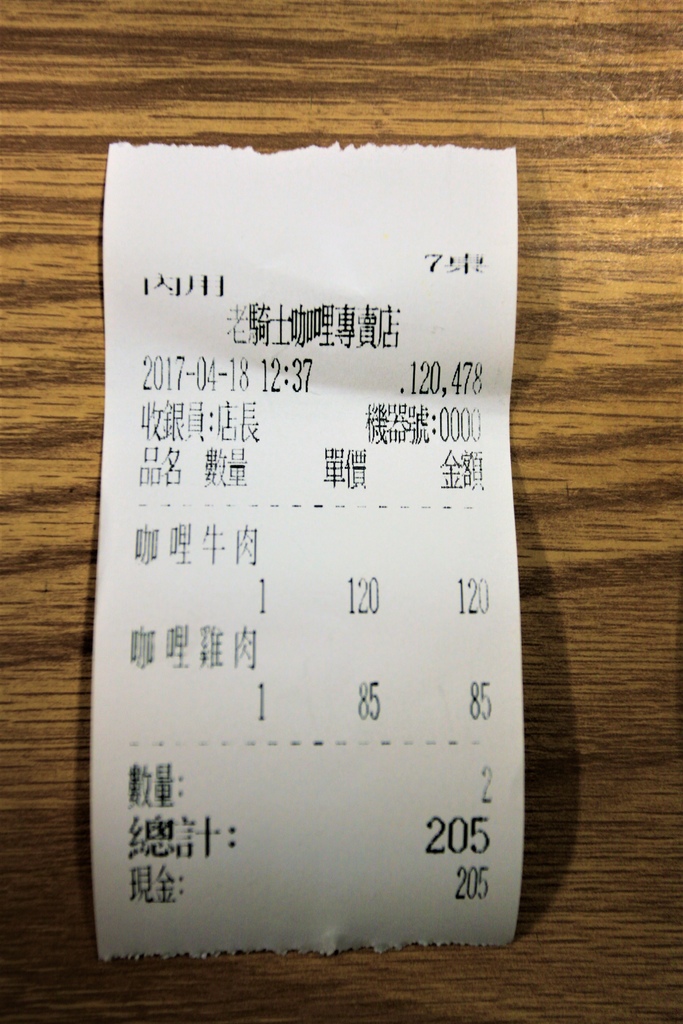 7桌
內用
老騎士咖哩專賣店
2017-04-18 12:37 .120,478
收銀員:店長 機器號:0000
品名 數量 單價 金額
咖哩牛肉
1 120 120
咖哩雞肉
1 85 85
數量: 2
總計: 205
現金: 205